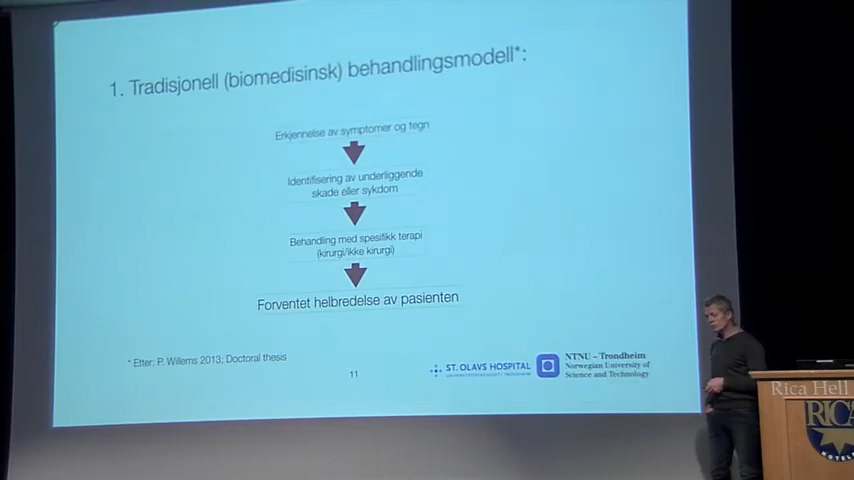 1. Tradisjonell (biomedisinsk) behandlingsmodell*:
Erkjennelse av symptomer og tegn
Identifisering av underliggende
skade eller sykdom
Behandling med spesifikk terapi
(kirurgi/ikke kirurgi)
Forventet helbredelse av pasienten
* Etter: P. Willems 2013; Doctoral thesis
11
ST. OLAVS HOSPITAL
NTNU – Trondheim
Norwegian University of
Science and Technology
Rica Hell
RICA
HOTEL